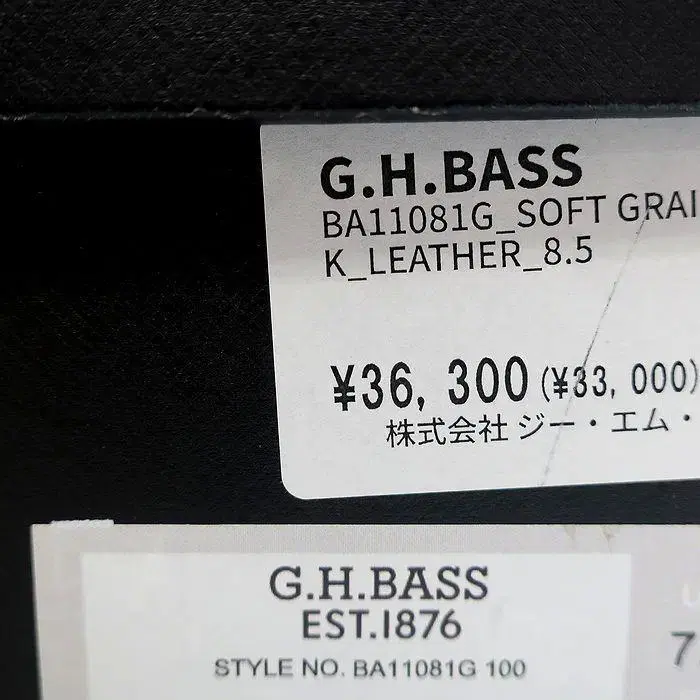 G.H.BASS
BA11081G_SOFT GRAI
K_LEATHER_8.5
¥36,300(¥33,000)
株式会社 ジー・エム・
G.H.BASS
EST.1876
STYLE NO. BA11081G 100
U
7